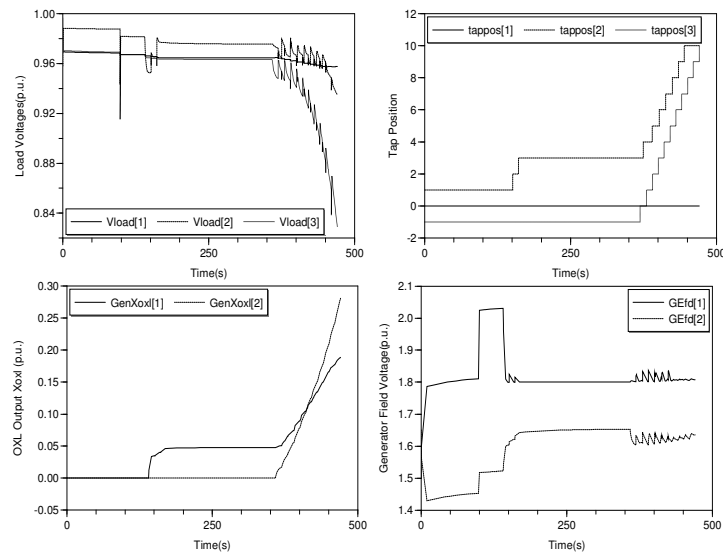 1.00
0.96
0.92
0.88
0.84
Load Voltages(p.u.)
Vload[1] Vload[2] Vload[3]
0 250 500
Time(s)
12
10
8
6
4
2
0
-2
Tap Position
tappos[1] tappos[2] tappos[3]
0 250 500
Time(s)
0.30
0.25
0.20
0.15
0.10
0.05
0.00
-0.05
OXL Output Xoxl (p.u.)
GenXoxl[1] GenXoxl[2]
0 250 500
Time(s)
2.1
2.0
1.8
1.6
1.5
1.4
Generator Field Voltage(p.u.)
GEfd[1]
GEfd[2]
0 250 500
Time(s)